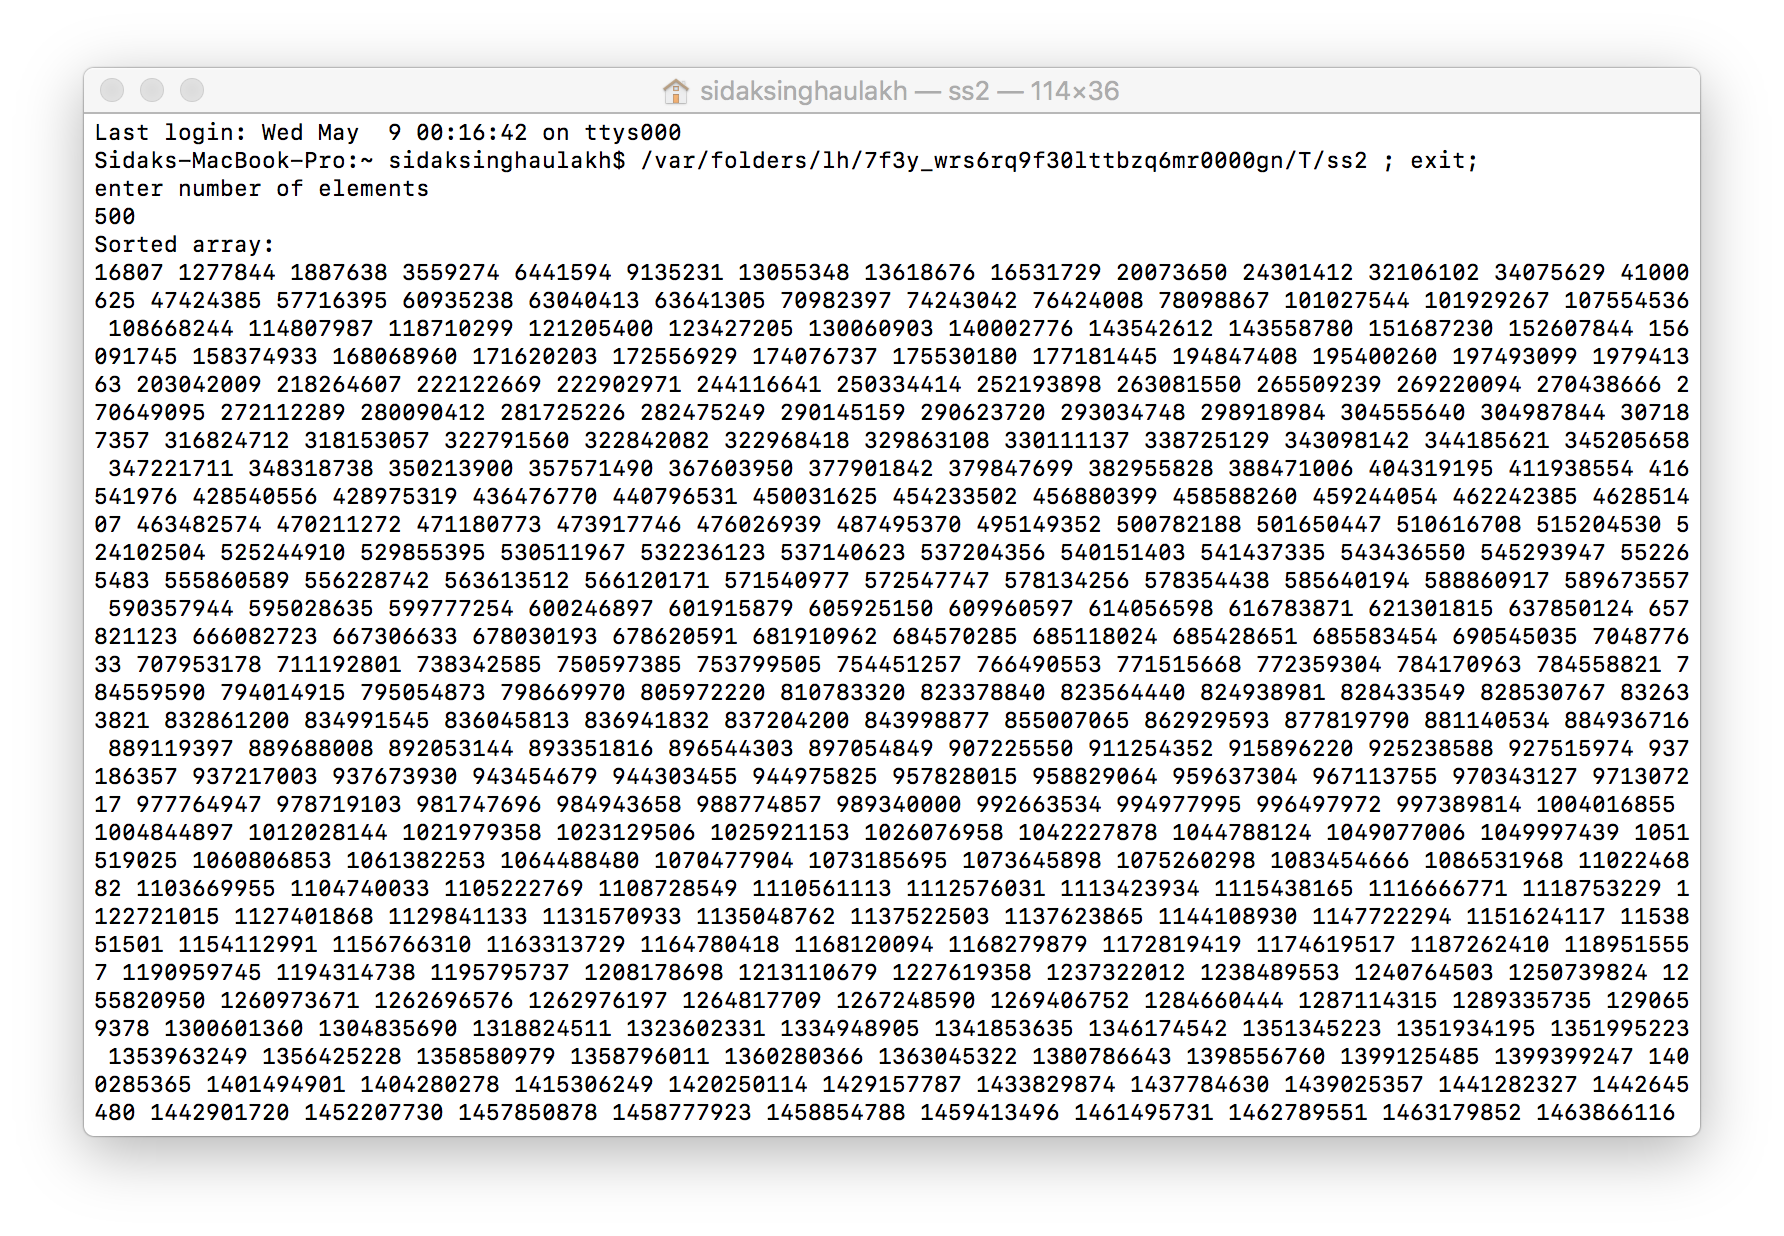 sidaksinghaulakh — ss2 — 114×36
Last login: Wed May  9 00:16:42 on ttys000
Sidaks-MacBook-Pro:~ sidaksinghaulakh$ /var/folders/lh/7f3y_wrs6rq9f30lttbzq6mr0000gn/T/ss2 ; exit;
enter number of elements
500
Sorted array:
16807 1277844 1887638 3559274 6441594 9135231 13055348 13618676 16531729 20073650 24301412 32106102 34075629 41000
625 47424385 57716395 60935238 63040413 63641305 70982397 74243042 76424008 78098867 101027544 101929267 107554536
 108668244 114807987 118710299 121205400 123427205 130060903 140002776 143542612 143558780 151687230 152607844 156
091745 158374933 168068960 171620203 172556929 174076737 175530180 177181445 194847408 195400260 197493099 1979413
63 203042009 218264607 222122669 222902971 244116641 250334414 252193898 263081550 265509239 269220094 270438666 2
70649095 272112289 280090412 281725226 282475249 290145159 290623720 293034748 298918984 304555640 304987844 30718
7357 316824712 318153057 322791560 322842082 322968418 329863108 330111137 338725129 343098142 344185621 345205658
 347221711 348318738 350213900 357571490 367603950 377901842 379847699 382955828 388471006 404319195 411938554 416
541976 428540556 428975319 436476770 440796531 450031625 454233502 456880399 458588260 459244054 462242385 4628514
07 463482574 470211272 471180773 473917746 476026939 487495370 495149352 500782188 501650447 510616708 515204530 5
24102504 525244910 529855395 530511967 532236123 537140623 537204356 540151403 541437335 543436550 545293947 55226
5483 555860589 556228742 563613512 566120171 571540977 572547747 578134256 578354438 585640194 588860917 589673557
 590357944 595028635 599777254 600246897 601915879 605925150 609960597 614056598 616783871 621301815 637850124 657
821123 666082723 667306633 678030193 678620591 681910962 684570285 685118024 685428651 685583454 690545035 7048776
33 707953178 711192801 738342585 750597385 753799505 754451257 766490553 771515668 772359304 784170963 784558821 7
84559590 794014915 795054873 798669970 805972220 810783320 823378840 823564440 824938981 828433549 828530767 83263
3821 832861200 834991545 836045813 836941832 837204200 843998877 855007065 862929593 877819790 881140534 884936716
 889119397 889688008 892053144 893351816 896544303 897054849 907225550 911254352 915896220 925238588 927515974 937
186357 937217003 937673930 943454679 944303455 944975825 957828015 958829064 959637304 967113755 970343127 9713072
17 977764947 978719103 981747696 984943658 988774857 989340000 992663534 994977995 996497972 997389814 1004016855
1004844897 1012028144 1021979358 1023129506 1025921153 1026076958 1042227878 1044788124 1049077006 1049997439 1051
519025 1060806853 1061382253 1064488480 1070477904 1073185695 1073645898 1075260298 1083454666 1086531968 11022468
82 1103669955 1104740033 1105222769 1108728549 1110561113 1112576031 1113423934 1115438165 1116666771 1118753229 1
122721015 1127401868 1129841133 1131570933 1135048762 1137522503 1137623865 1144108930 1147722294 1151624117 11538
51501 1154112991 1156766310 1163313729 1164780418 1168120094 1168279879 1172819419 1174619517 1187262410 118951555
7 1190959745 1194314738 1195795737 1208178698 1213110679 1227619358 1237322012 1238489553 1240764503 1250739824 12
55820950 1260973671 1262696576 1262976197 1264817709 1267248590 1269406752 1284660444 1287114315 1289335735 129065
9378 1300601360 1304835690 1318824511 1323602331 1334948905 1341853635 1346174542 1351345223 1351934195 1351995223
 1353963249 1356425228 1358580979 1358796011 1360280366 1363045322 1380786643 1398556760 1399125485 1399399247 140
0285365 1401494901 1404280278 1415306249 1420250114 1429157787 1433829874 1437784630 1439025357 1441282327 1442645
480 1442901720 1452207730 1457850878 1458777923 1458854788 1459413496 1461495731 1462789551 1463179852 1463866116